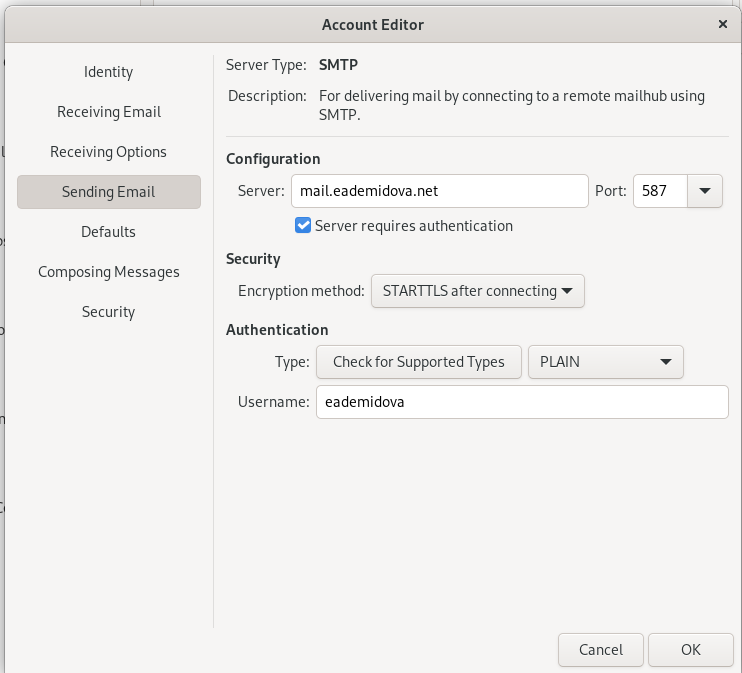 Account Editor
Identity
Receiving Email
Receiving Options
Sending Email
Defaults
Composing Messages
Security
Server Type: SMTP
Description: For delivering mail by connecting to a remote mailhub using
SMTP.
Configuration
Server: mail.eademidova.net Port: 587
Server requires authentication
Security
Encryption method: STARTTLS after connecting
Authentication
Type: Check for Supported Types PLAIN
Username: eademidova
Cancel OK